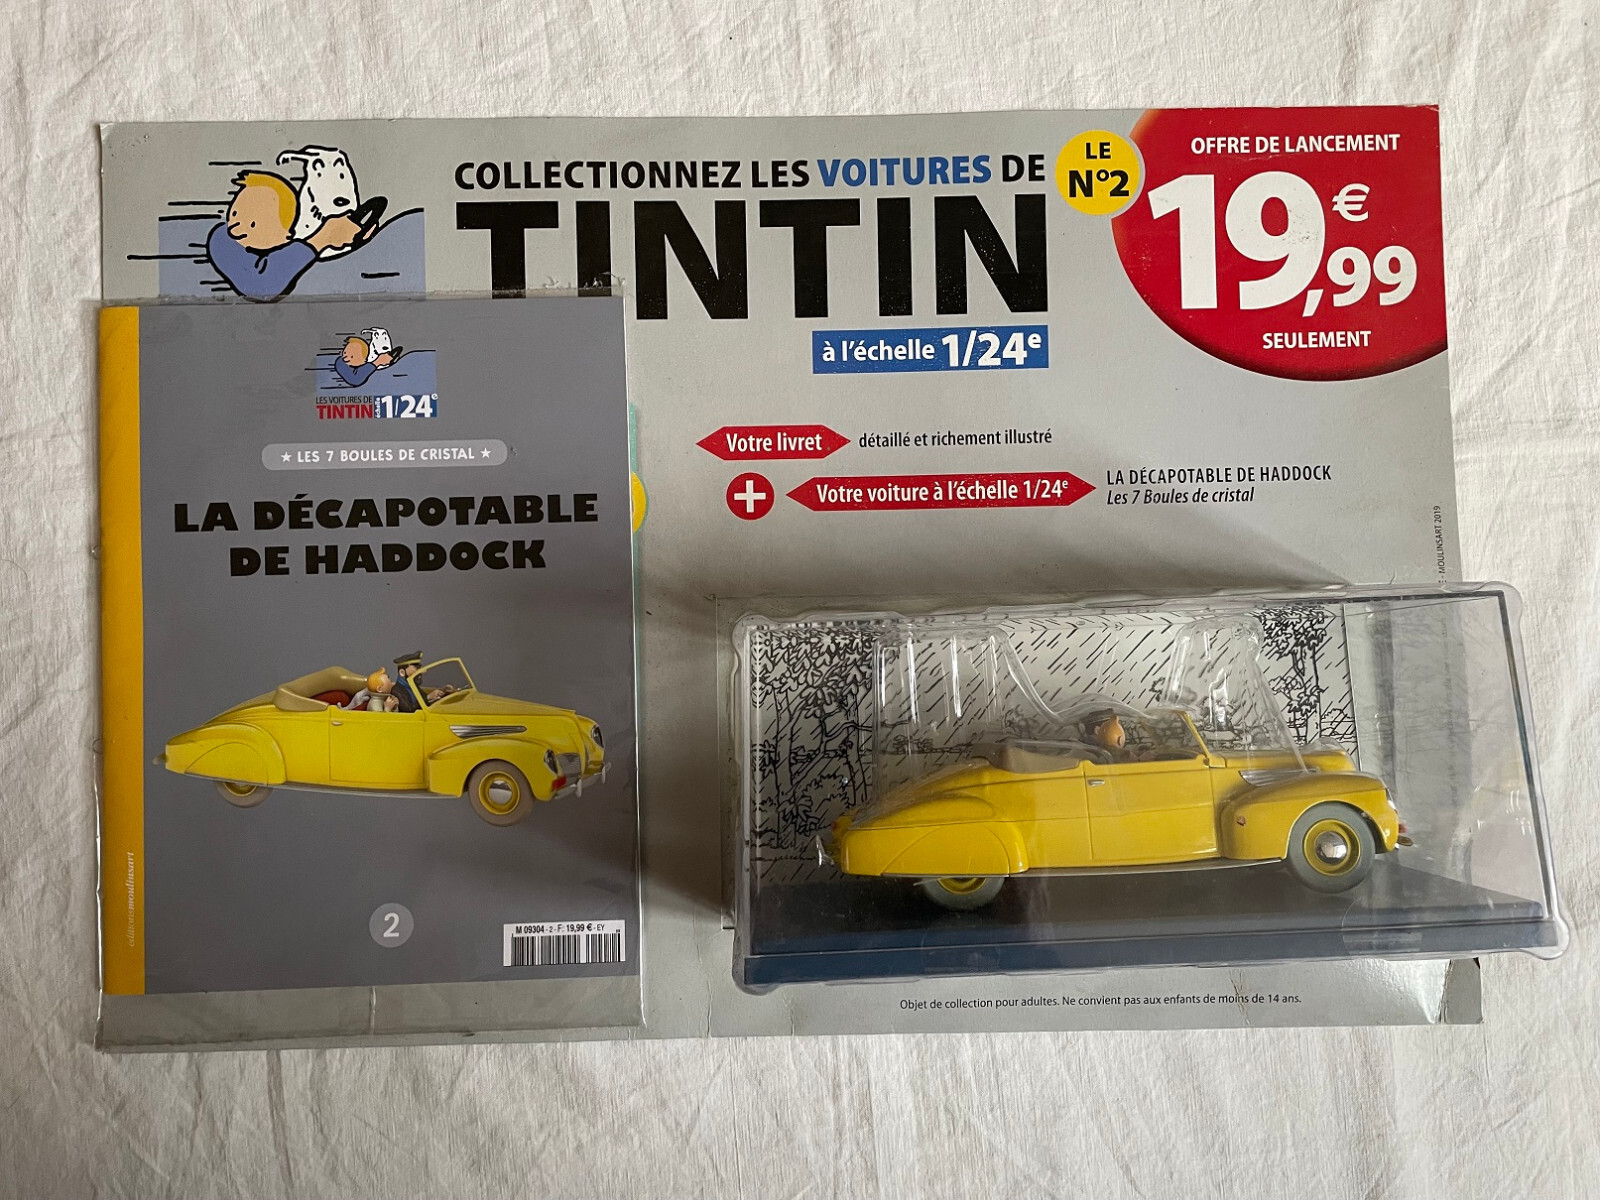 COLLECTIONNEZ LES VOITURES DE
TINTIN
à l'échelle 1/24e
LE
N°2
OFFRE DE LANCEMENT
19,99 €
SEULEMENT
Votre livret
détaillé et richement illustré
+
Votre voiture à l'échelle 1/24e
LA DÉCAPOTABLE DE HADDOCK
Les 7 Boules de cristal
MOULINSART 2019
LES VOITURES DE
TINTIN échelle 1/24e
★ LES 7 BOULES DE CRISTAL ★
LA DÉCAPOTABLE
DE HADDOCK
editionsmoulinsart
2
M 09304 - 2 - F: 19,99 € - EY
Objet de collection pour adultes. Ne convient pas aux enfants de moins de 14 ans.